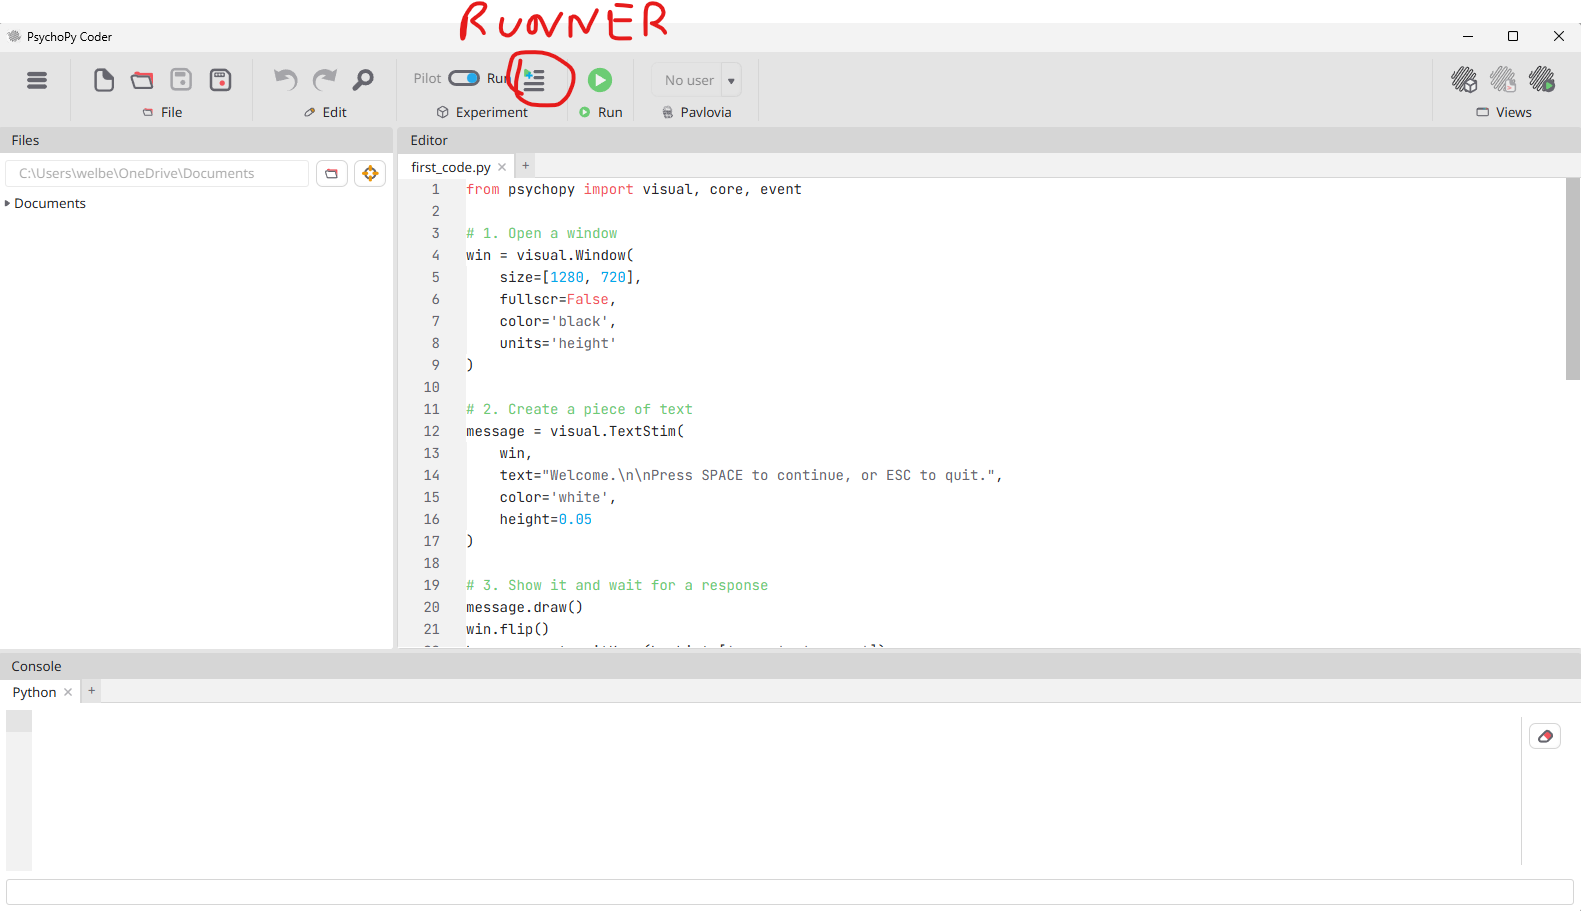 RUNNER
PsychoPy Coder
Pilot Run No user
File Edit Experiment Run Pavlovia Views
Files
C:\Users\welbe\OneDrive\Documents
Documents
Editor
first_code.py
1 from psychopy import visual, core, event
2
3 # 1. Open a window
4 win = visual.Window(
5 size=[1280, 720],
6 fullscr=False,
7 color='black',
8 units='height'
9 )
10
11 # 2. Create a piece of text
12 message = visual.TextStim(
13 win,
14 text="Welcome.\n\nPress SPACE to continue, or ESC to quit.",
15 color='white',
16 height=0.05
17 )
18
19 # 3. Show it and wait for a response
20 message.draw()
21 win.flip()
Console
Python